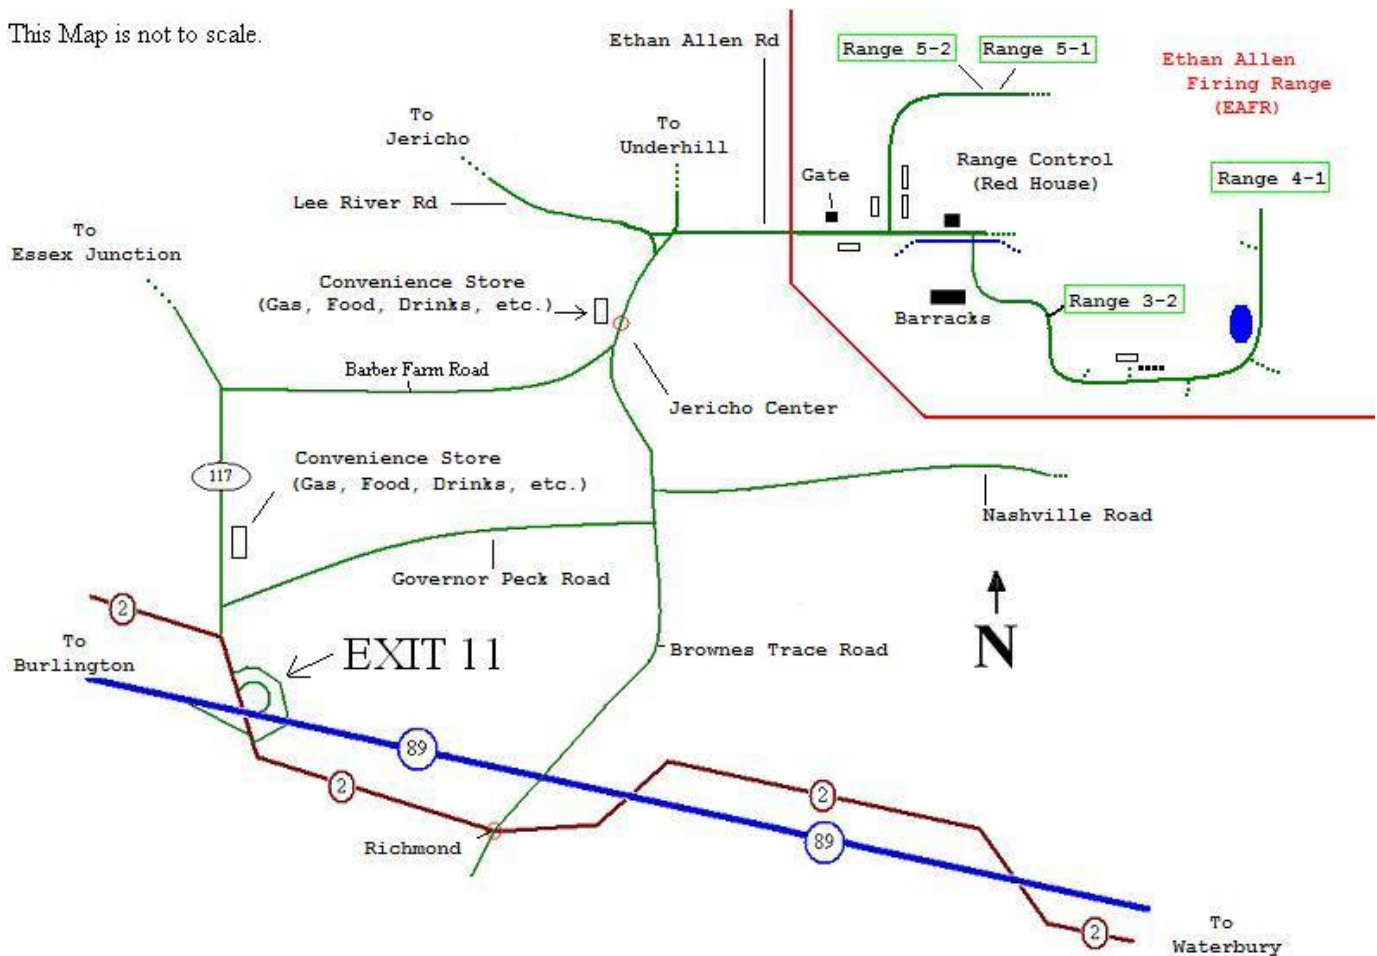 This Map is not to scale.
Ethan Allen Rd
Range 5-2
Range 5-1
Ethan Allen
Firing Range
(EAFR)
To
Jericho
To
Underhill
Gate
Range Control
(Red House)
Range 4-1
Lee River Rd
To
Essex Junction
Convenience Store
(Gas, Food, Drinks, etc.)
Barracks
Range 3-2
Barber Farm Road
Jericho Center
117
Convenience Store
(Gas, Food, Drinks, etc.)
Nashville Road
Governor Peck Road
2
To
Burlington
EXIT 11
Brownes Trace Road
N
89
2
2
89
Richmond
2
To
Waterbury